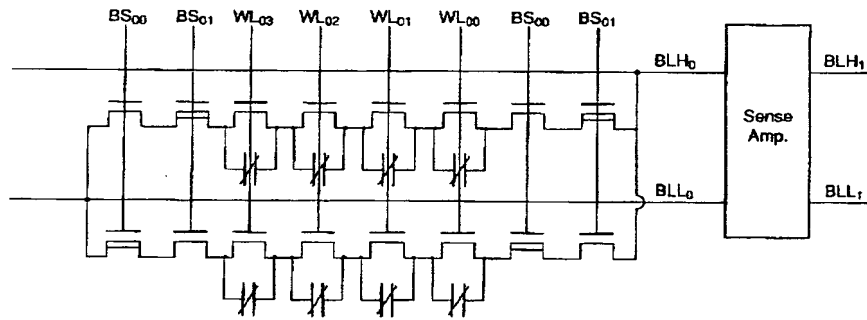 BS₀₀ BS₀₁ WL₀₃ WL₀₂ WL₀₁ WL₀₀ BS₀₀ BS₀₁
BLH₀ BLH₁
Sense
Amp.
BLL₀ BLL₁